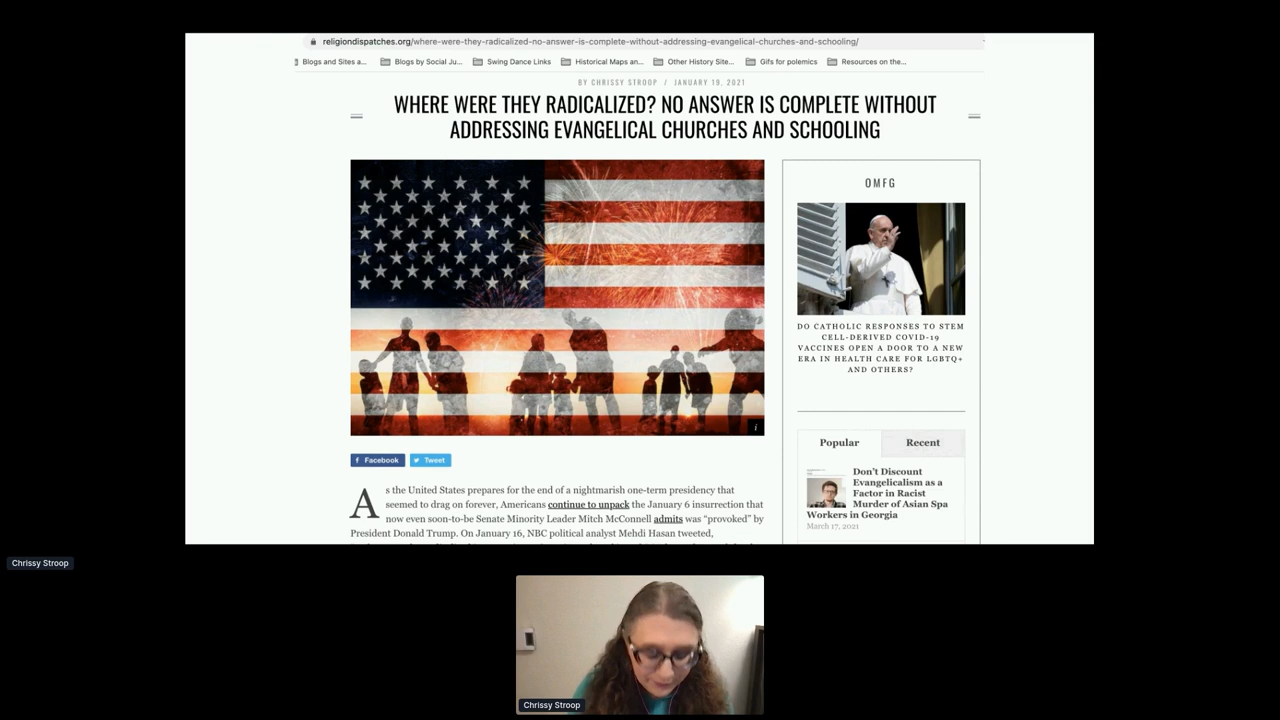 religiondispatches.org/where-were-they-radicalized-no-answer-is-complete-without-addressing-evangelical-churches-and-schooling/
Blogs and Sites a...
Blogs by Social Ju...
Swing Dance Links
Historical Maps an...
Other History Site...
Gifs for polemics
Resources on the...
BY CHRISSY STROOP / JANUARY 19, 2021
WHERE WERE THEY RADICALIZED? NO ANSWER IS COMPLETE WITHOUT
ADDRESSING EVANGELICAL CHURCHES AND SCHOOLING
i
Facebook
Tweet
As the United States prepares for the end of a nightmarish one-term presidency that
seemed to drag on forever, Americans continue to unpack the January 6 insurrection that
now even soon-to-be Senate Minority Leader Mitch McConnell admits was “provoked” by
President Donald Trump. On January 16, NBC political analyst Mehdi Hasan tweeted,
OMFG
DO CATHOLIC RESPONSES TO STEM
CELL-DERIVED COVID-19
VACCINES OPEN A DOOR TO A NEW
ERA IN HEALTH CARE FOR LGBTQ+
AND OTHERS?
Popular
Recent
Don’t Discount
Evangelicalism as a
Factor in Racist
Murder of Asian Spa
Workers in Georgia
March 17, 2021
Chrissy Stroop
Chrissy Stroop